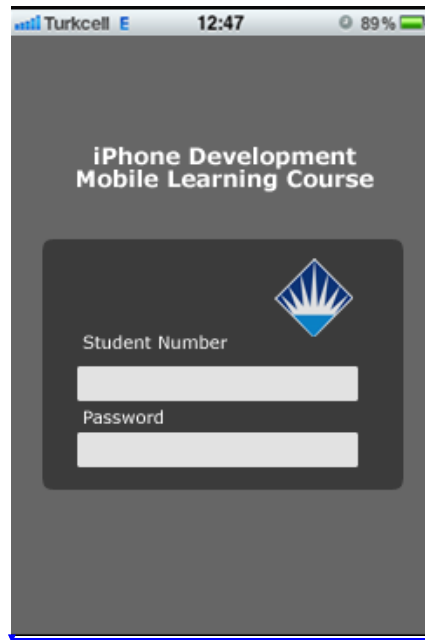 Turkcell E 12:47 89%
iPhone Development
Mobile Learning Course
Student Number
Password